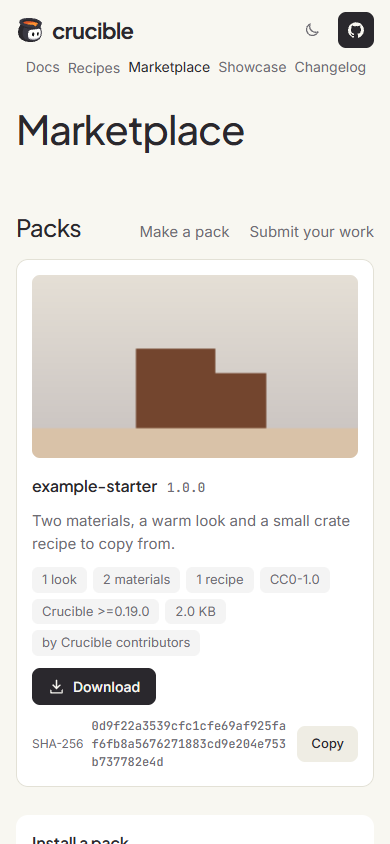 crucible
Docs Recipes Marketplace Showcase Changelog
Marketplace
Packs Make a pack Submit your work
example-starter 1.0.0
Two materials, a warm look and a small crate
recipe to copy from.
1 look 2 materials 1 recipe CC0-1.0
Crucible >=0.19.0 2.0 KB
by Crucible contributors
Download
0d9f22a3539cfc1cfe69af925fa
SHA-256 f6fb8a5676271883cd9e204e753 Copy
b737782e4d
Install a pack